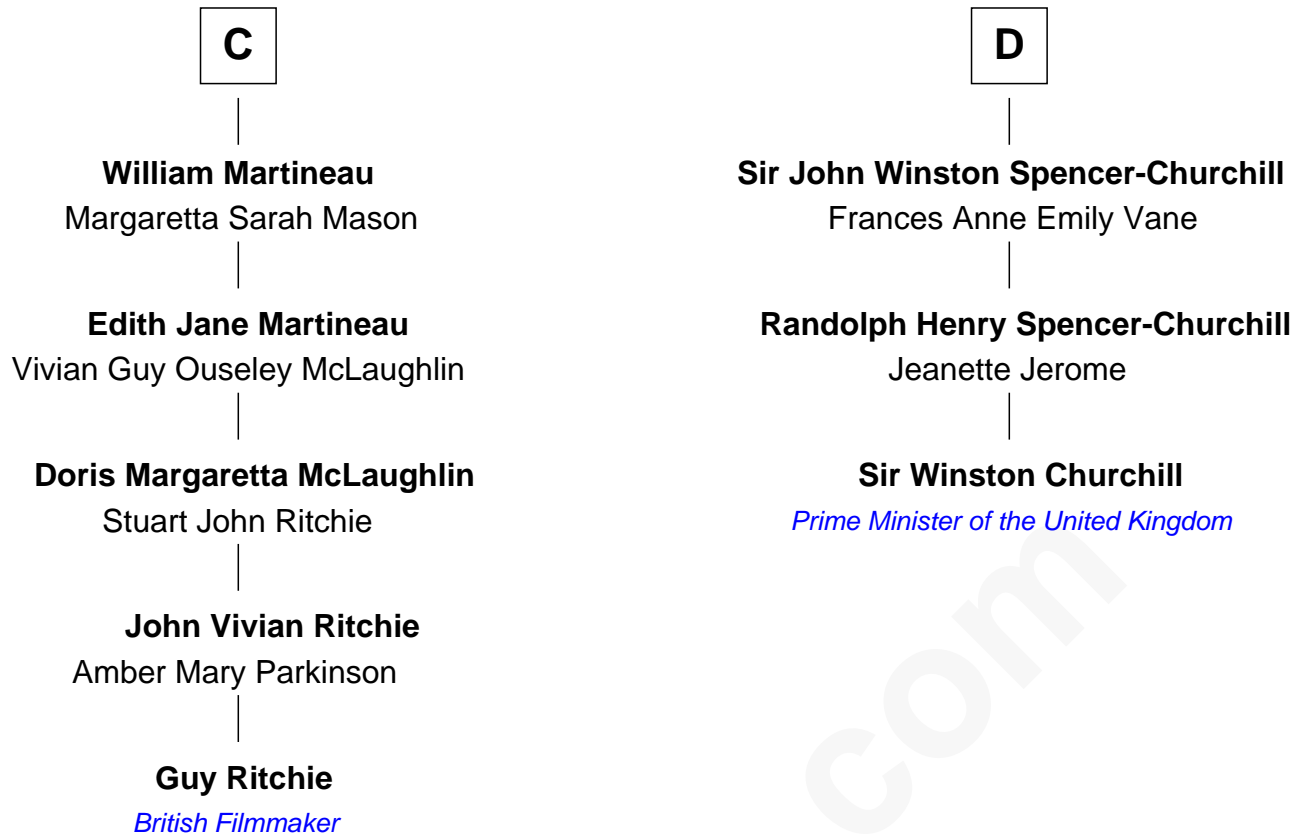 C
William Martineau
Margaretta Sarah Mason
Edith Jane Martineau
Vivian Guy Ouseley McLaughlin
Doris Margaretta McLaughlin
Stuart John Ritchie
John Vivian Ritchie
Amber Mary Parkinson
Guy Ritchie
British Filmmaker
D
Sir John Winston Spencer-Churchill
Frances Anne Emily Vane
Randolph Henry Spencer-Churchill
Jeanette Jerome
Sir Winston Churchill
Prime Minister of the United Kingdom
com